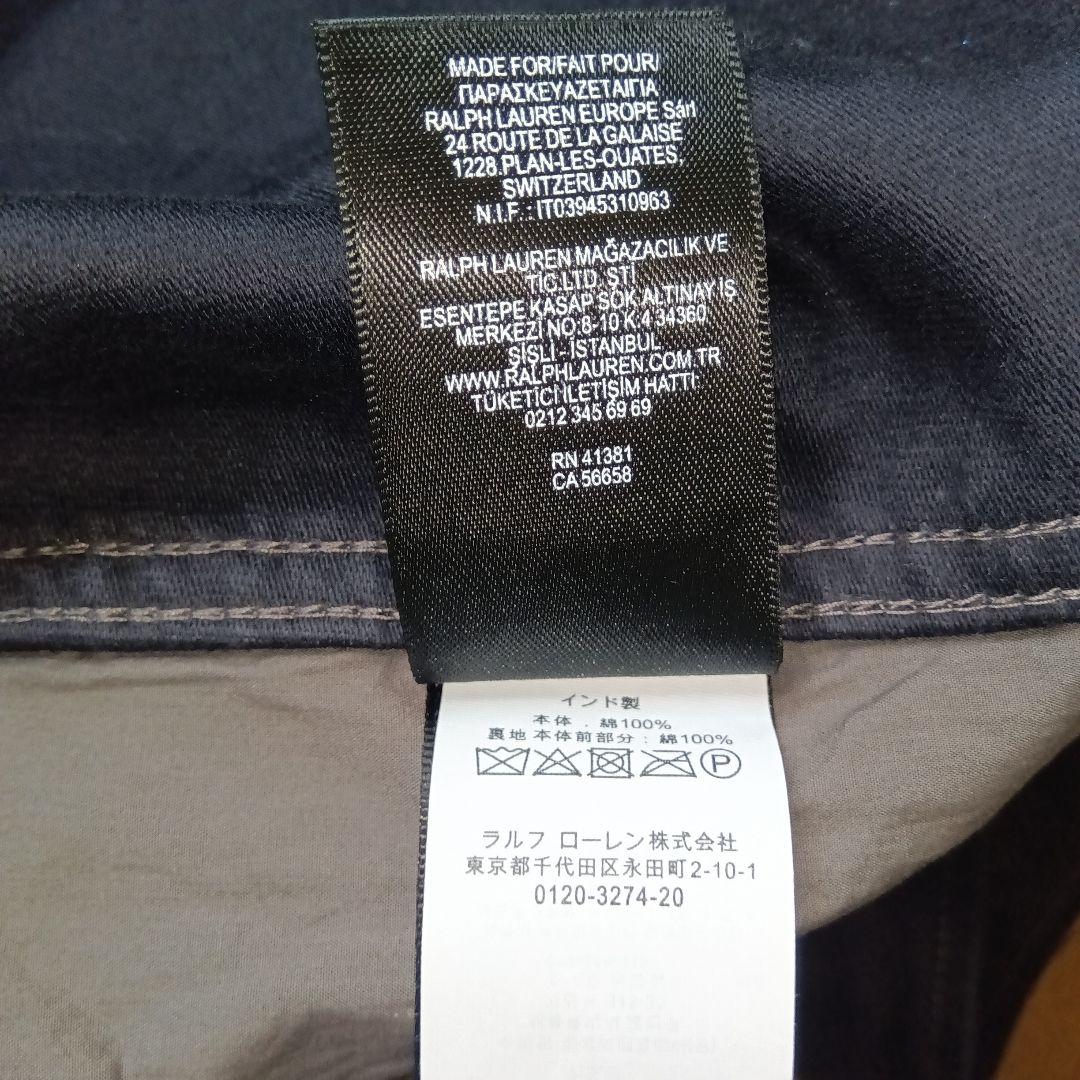 MADE FOR/FAIT POUR/
ΠΑΡΑΣΚΕΥΑΖΕΤΑΙΓΙΑ
RALPH LAUREN EUROPE Sárl
24 ROUTE DE LA GALAISE
1228.PLAN-LES-OUATES.
SWITZERLAND
N.I.F : IT03945310963
RALPH LAUREN MAĞAZACILIK VE
TİC.LTD. ŞTİ
ESENTEPE KASAP SOK ALTINAY İŞ
MERKEZİ NO:8-10 K:4 34360
ŞİŞLİ - İSTANBUL
WWW.RALPHLAUREN.COM.TR
TÜKETİCİ İLETİŞİM HATTI
0212 345 69 69
RN 41381
CA 56658
インド製
本体 . 綿100%
裏地 本体前部分 : 綿100%
P
ラルフ ローレン株式会社
東京都千代田区永田町2-10-1
0120-3274-20